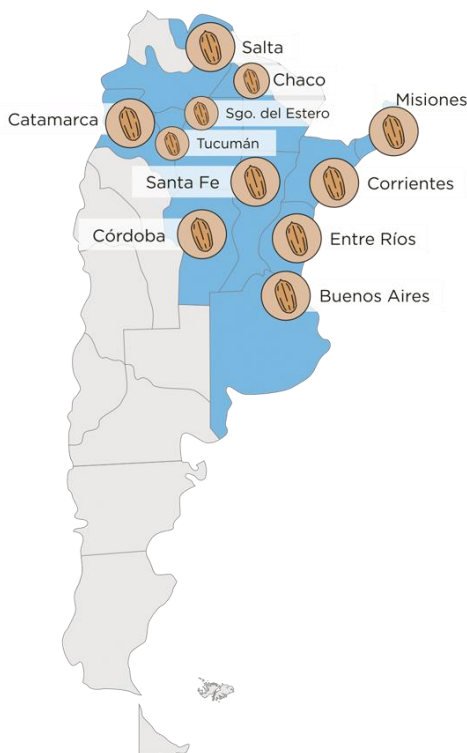 Salta
Chaco
Misiones
Catamarca
Sgo. del Estero
Tucumán
Santa Fe
Corrientes
Córdoba
Entre Ríos
Buenos Aires